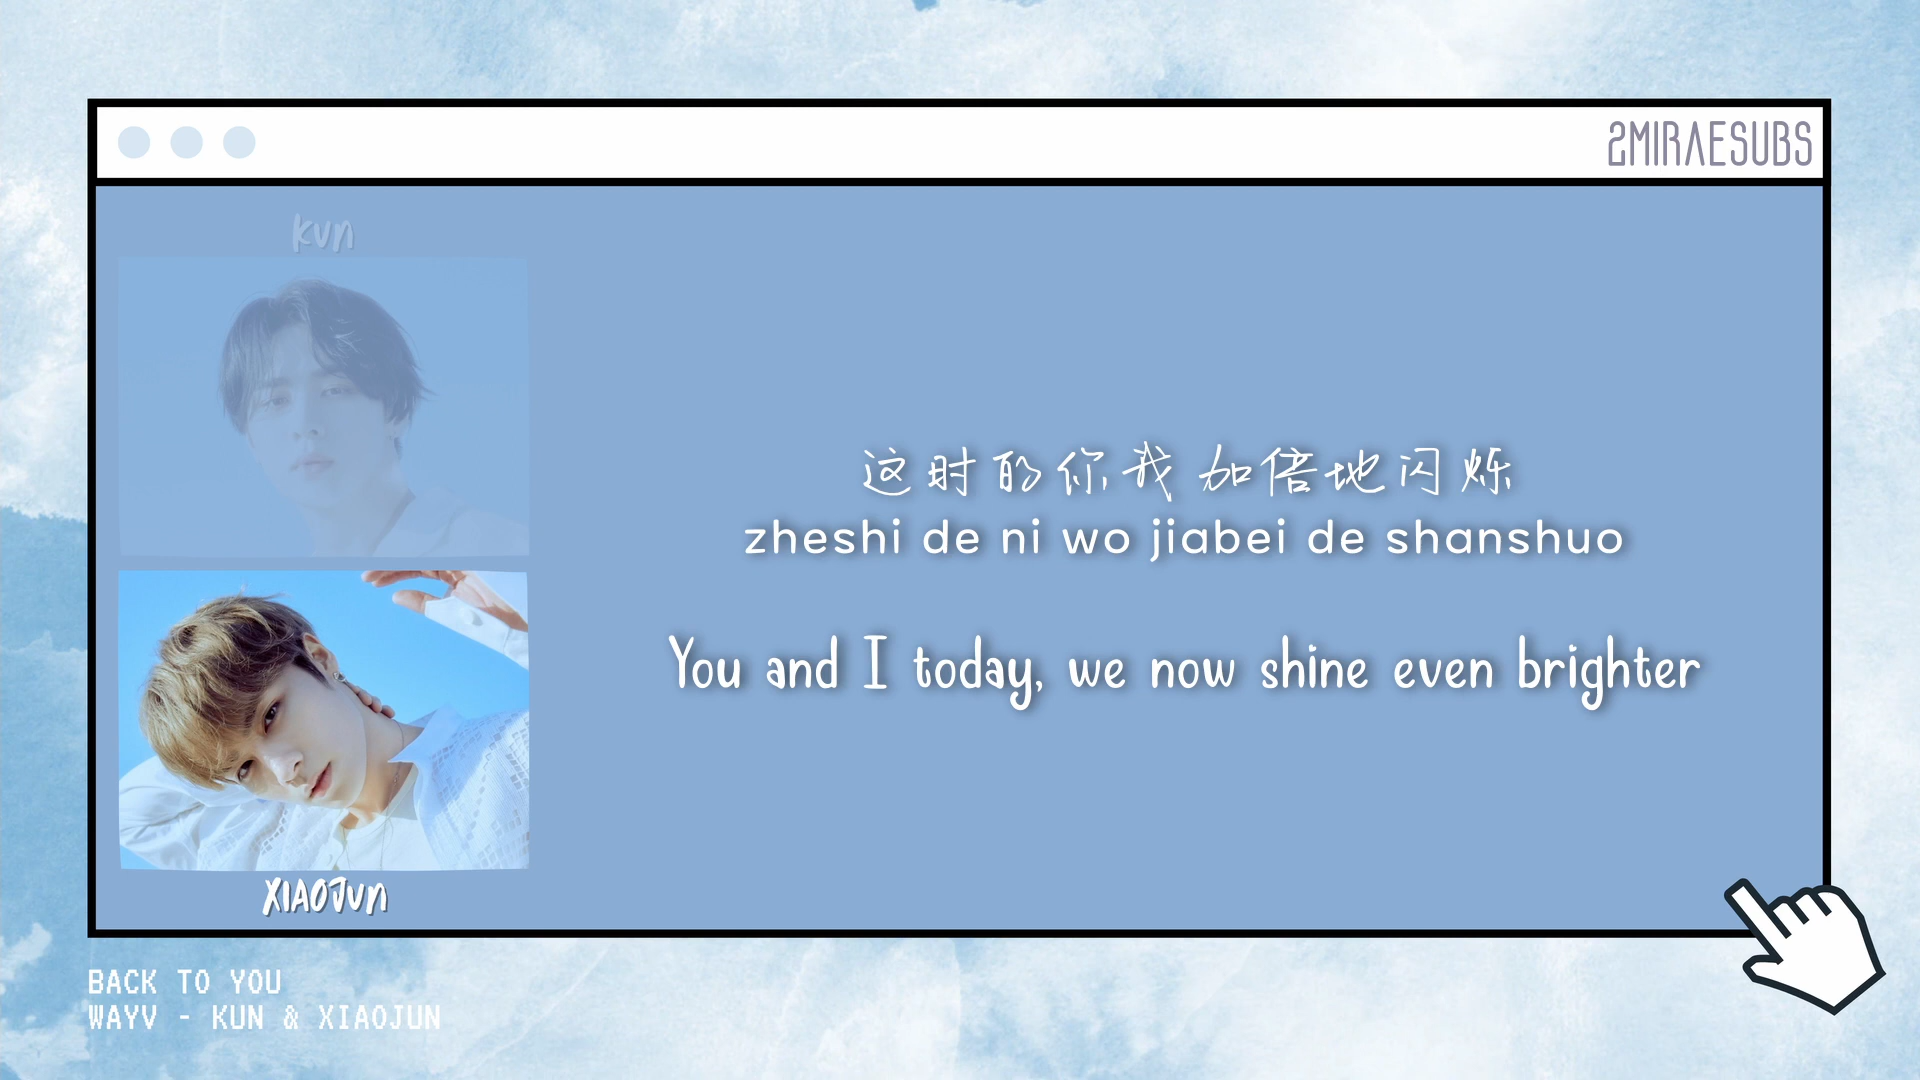 2MIRAESUBS
kun
这时的你我 加倍地闪烁
zheshi de ni wo jiabei de shanshuo
You and I today, we now shine even brighter
XIAOJun
BACK TO YOU
WAYV - KUN & XIAOJUN